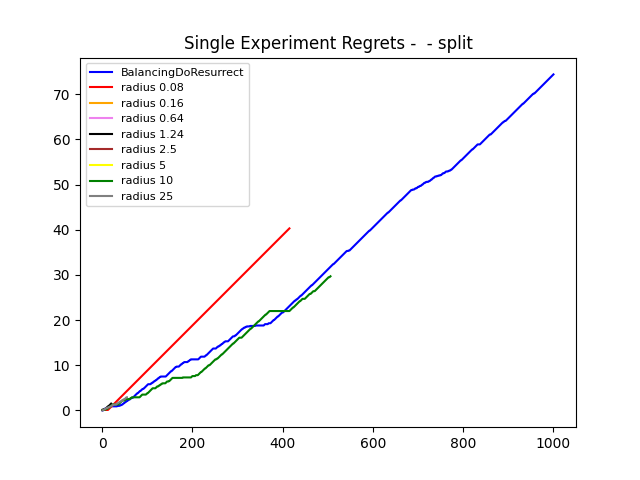 Single Experiment Regrets -  - split
BalancingDoResurrect
radius 0.08
radius 0.16
radius 0.64
radius 1.24
radius 2.5
radius 5
radius 10
radius 25
70
60
50
40
30
20
10
0
0 200 400 600 800 1000